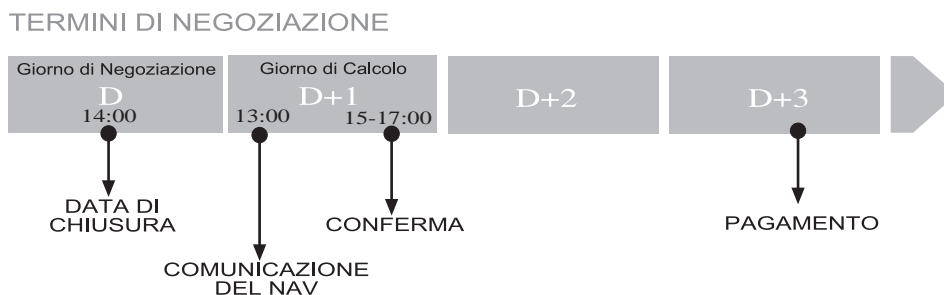 TERMINI DI NEGOZIAZIONE
Giorno di Negoziazione
D
14:00
Giorno di Calcolo
D+1
13:00
15-17:00
D+2
D+3
DATA DI
CHIUSURA
COMUNICAZIONE
DEL NAV
CONFERMA
PAGAMENTO